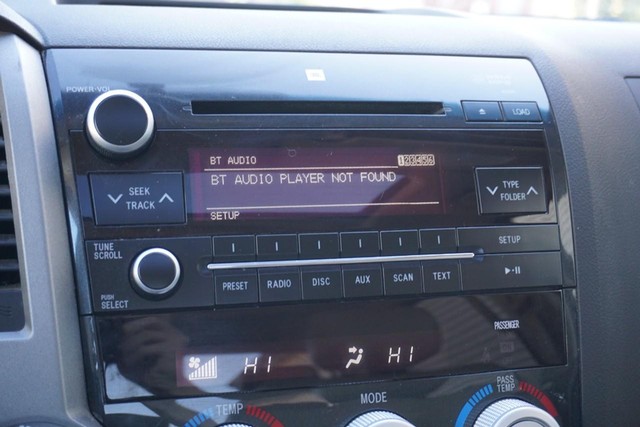 POWER·VOL
LOAD
BT AUDIO 123456
BT AUDIO PLAYER NOT FOUND
SETUP
SEEK
TRACK
TYPE
FOLDER
TUNE
SCROLL
PUSH
SELECT
SETUP
PRESET RADIO DISC AUX SCAN TEXT
PASSENGER
HI HI
TEMP
MODE
PASS
TEMP